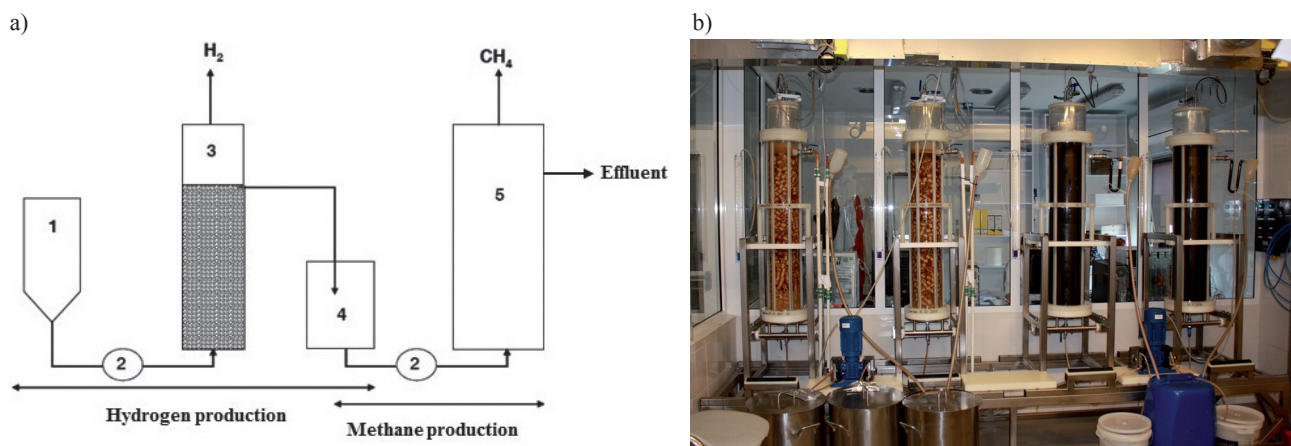 a)
b)
H2
CH4
3
1
5
Effluent
4
2
2
Hydrogen production
Methane production